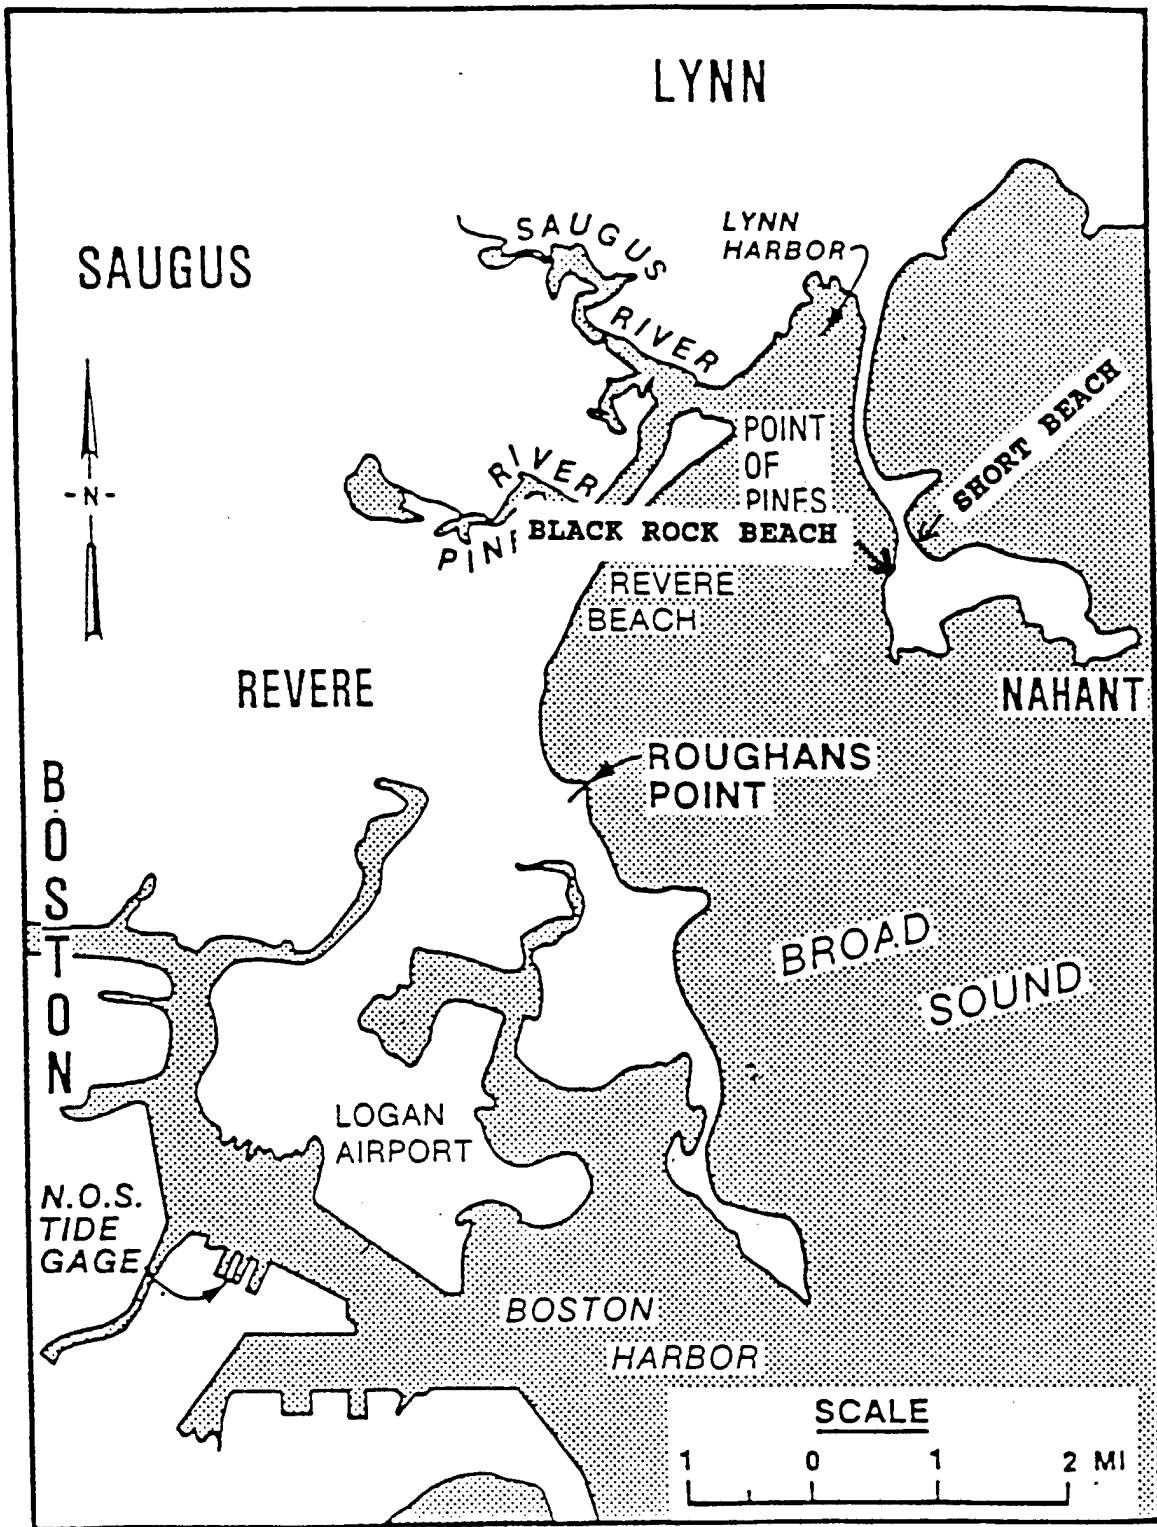 LYNN
SAUGUS
SAUGUS
RIVER
LYNN
HARBOR
SHORT BEACH
POINT
OF
PINES
RIVER
PINE
BLACK ROCK BEACH
-N-
REVERE
BEACH
REVERE
NAHANT
ROUGHANS
POINT
BOSTON
BROAD
SOUND
LOGAN
AIRPORT
N.O.S.
TIDE
GAGE
BOSTON
HARBOR
SCALE
1 0 1 2 MI